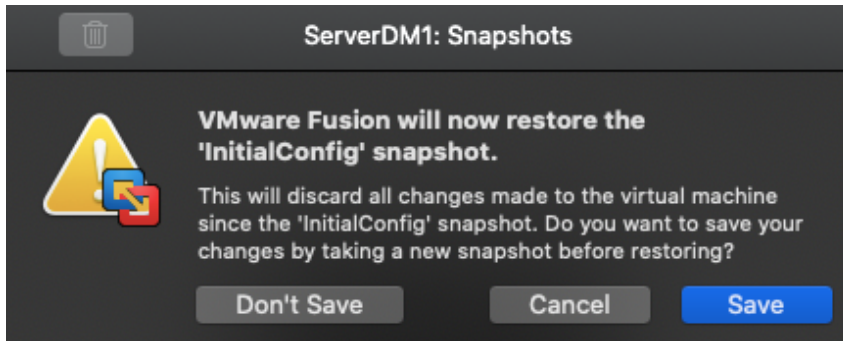 ServerDM1: Snapshots
VMware Fusion will now restore the
'InitialConfig' snapshot.
This will discard all changes made to the virtual machine
since the 'InitialConfig' snapshot. Do you want to save your
changes by taking a new snapshot before restoring?
Don't Save Cancel Save